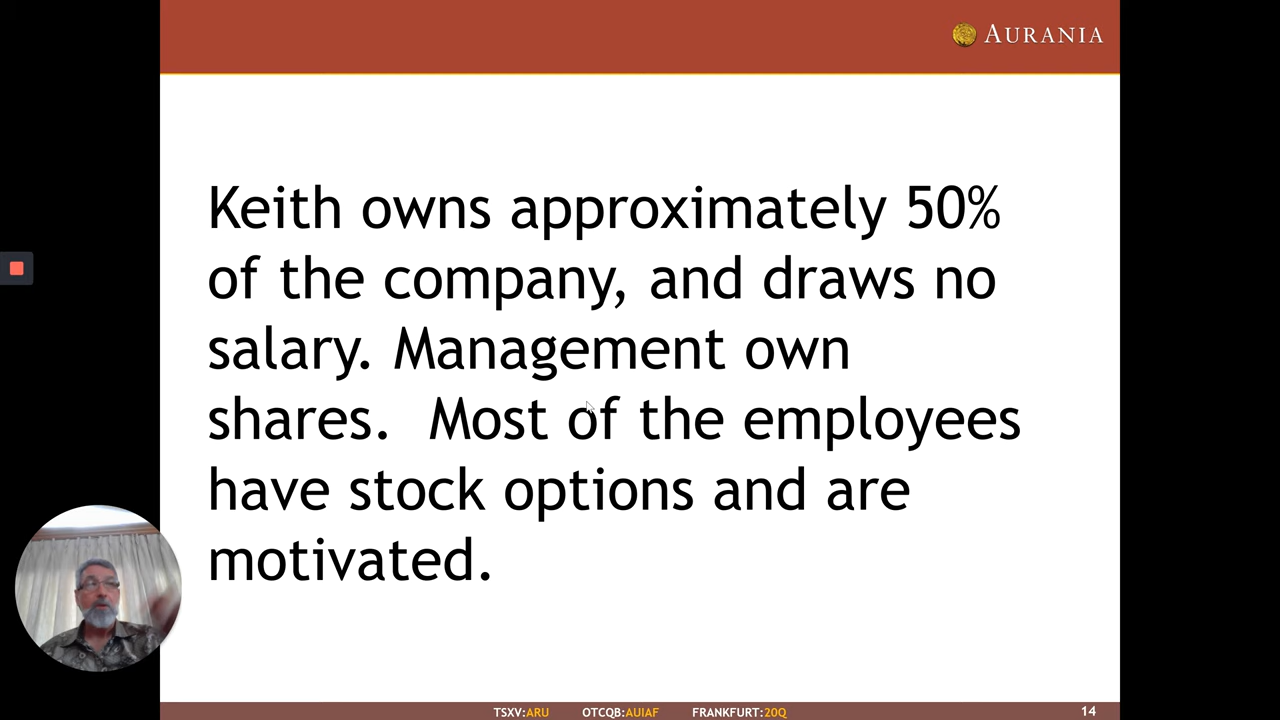 AURANIA
Keith owns approximately 50%
of the company, and draws no
salary. Management own
shares.  Most of the employees
have stock options and are
motivated.
TSXV:ARU OTCQB:AUIAF FRANKFURT:20Q 14